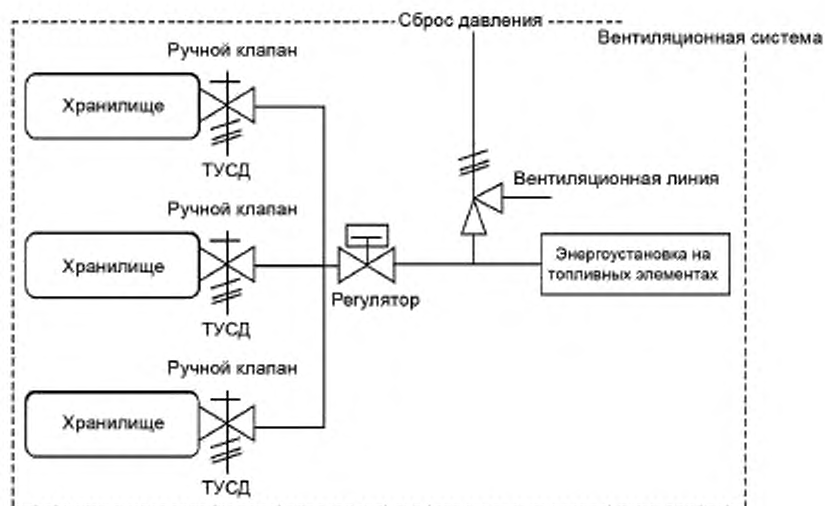 Сброс давления
Вентиляционная система
Ручной клапан
Хранилище
ТУСД
Ручной клапан
Вентиляционная линия
Хранилище
Энергоустановка на
топливных элементах
Регулятор
ТУСД
Ручной клапан
Хранилище
ТУСД